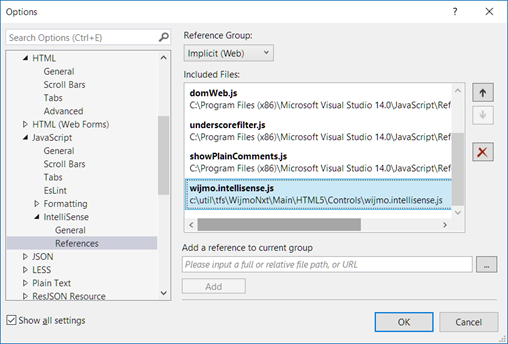 Options
?
Search Options (Ctrl+E)
HTML
General
Scroll Bars
Tabs
Advanced
HTML (Web Forms)
JavaScript
General
Scroll Bars
Tabs
EsLint
Formatting
IntelliSense
General
References
JSON
LESS
Plain Text
ResJSON Resource
Show all settings
Reference Group:
Implicit (Web)
Included Files:
domWeb.js
C:\Program Files (x86)\Microsoft Visual Studio 14.0\JavaScript\Ref
underscorefilter.js
C:\Program Files (x86)\Microsoft Visual Studio 14.0\JavaScript\Ref
showPlainComments.js
C:\Program Files (x86)\Microsoft Visual Studio 14.0\JavaScript\Ref
wijmo.intellisense.js
c:\util\tfs\WijmoNxt\Main\HTML5\Controls\wijmo.intellisense.js
Add a reference to current group
Please input a full or relative file path, or URL
...
Add
OK
Cancel